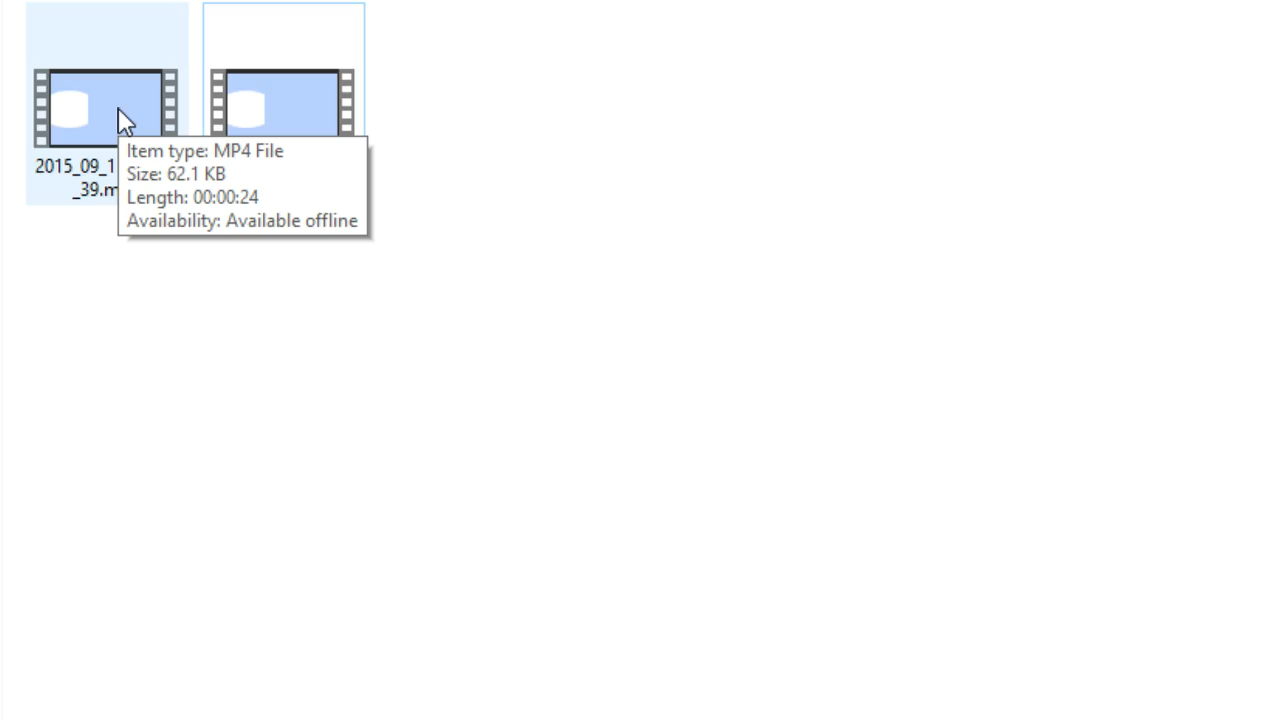 2015_09_1
_39.m
Item type: MP4 File
Size: 62.1 KB
Length: 00:00:24
Availability: Available offline